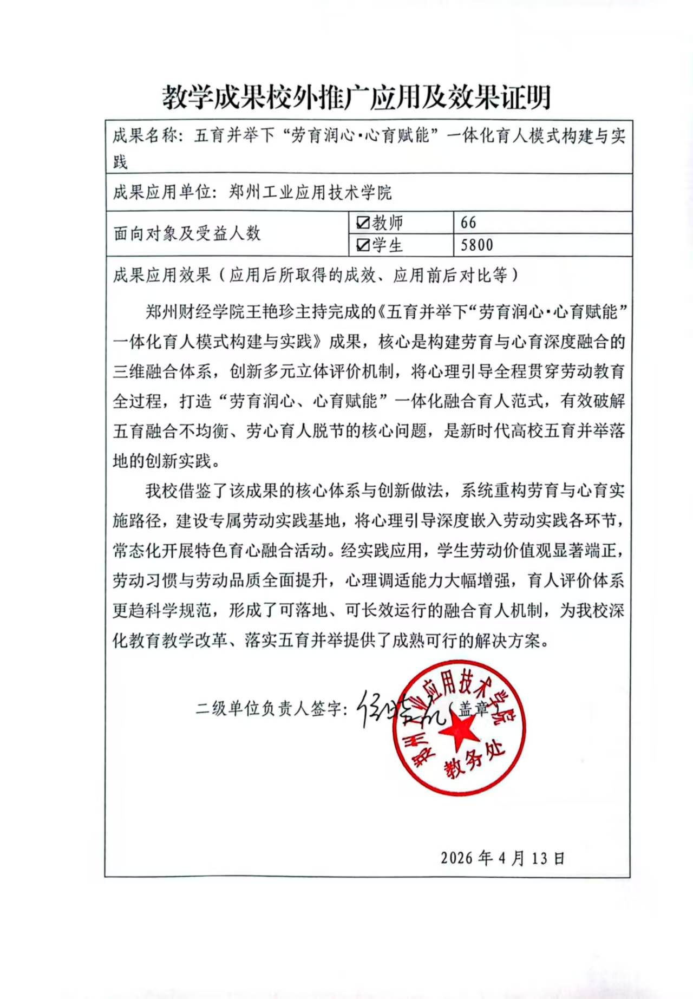 教学成果校外推广应用及效果证明
成果名称：五育并举下“劳育润心·心育赋能”一体化育人模式构建与实
践
成果应用单位：郑州工业应用技术学院
面向对象及受益人数
☑教师 66
☑学生 5800
成果应用效果（应用后所取得的成效、应用前后对比等）
郑州财经学院王艳珍主持完成的《五育并举下“劳育润心·心育赋能”
一体化育人模式构建与实践》成果，核心是构建劳育与心育深度融合的
三维融合体系，创新多元立体评价机制，将心理引导全程贯穿劳动教育
全过程，打造“劳育润心、心育赋能”一体化融合育人范式，有效破解
五育融合不均衡、劳心育人脱节的核心问题，是新时代高校五育并举落
地的创新实践。
我校借鉴了该成果的核心体系与创新做法，系统重构劳育与心育实
施路径，建设专属劳动实践基地，将心理引导深度嵌入劳动实践各环节，
常态化开展特色育心融合活动。经实践应用，学生劳动价值观显著端正，
劳动习惯与劳动品质全面提升，心理调适能力大幅增强，育人评价体系
更趋科学规范，形成了可落地、可长效运行的融合育人机制，为我校深
化教育教学改革、落实五育并举提供了成熟可行的解决方案。
二级单位负责人签字：（盖章）
郑州工业应用技术学院
教务处
2026年4月13日